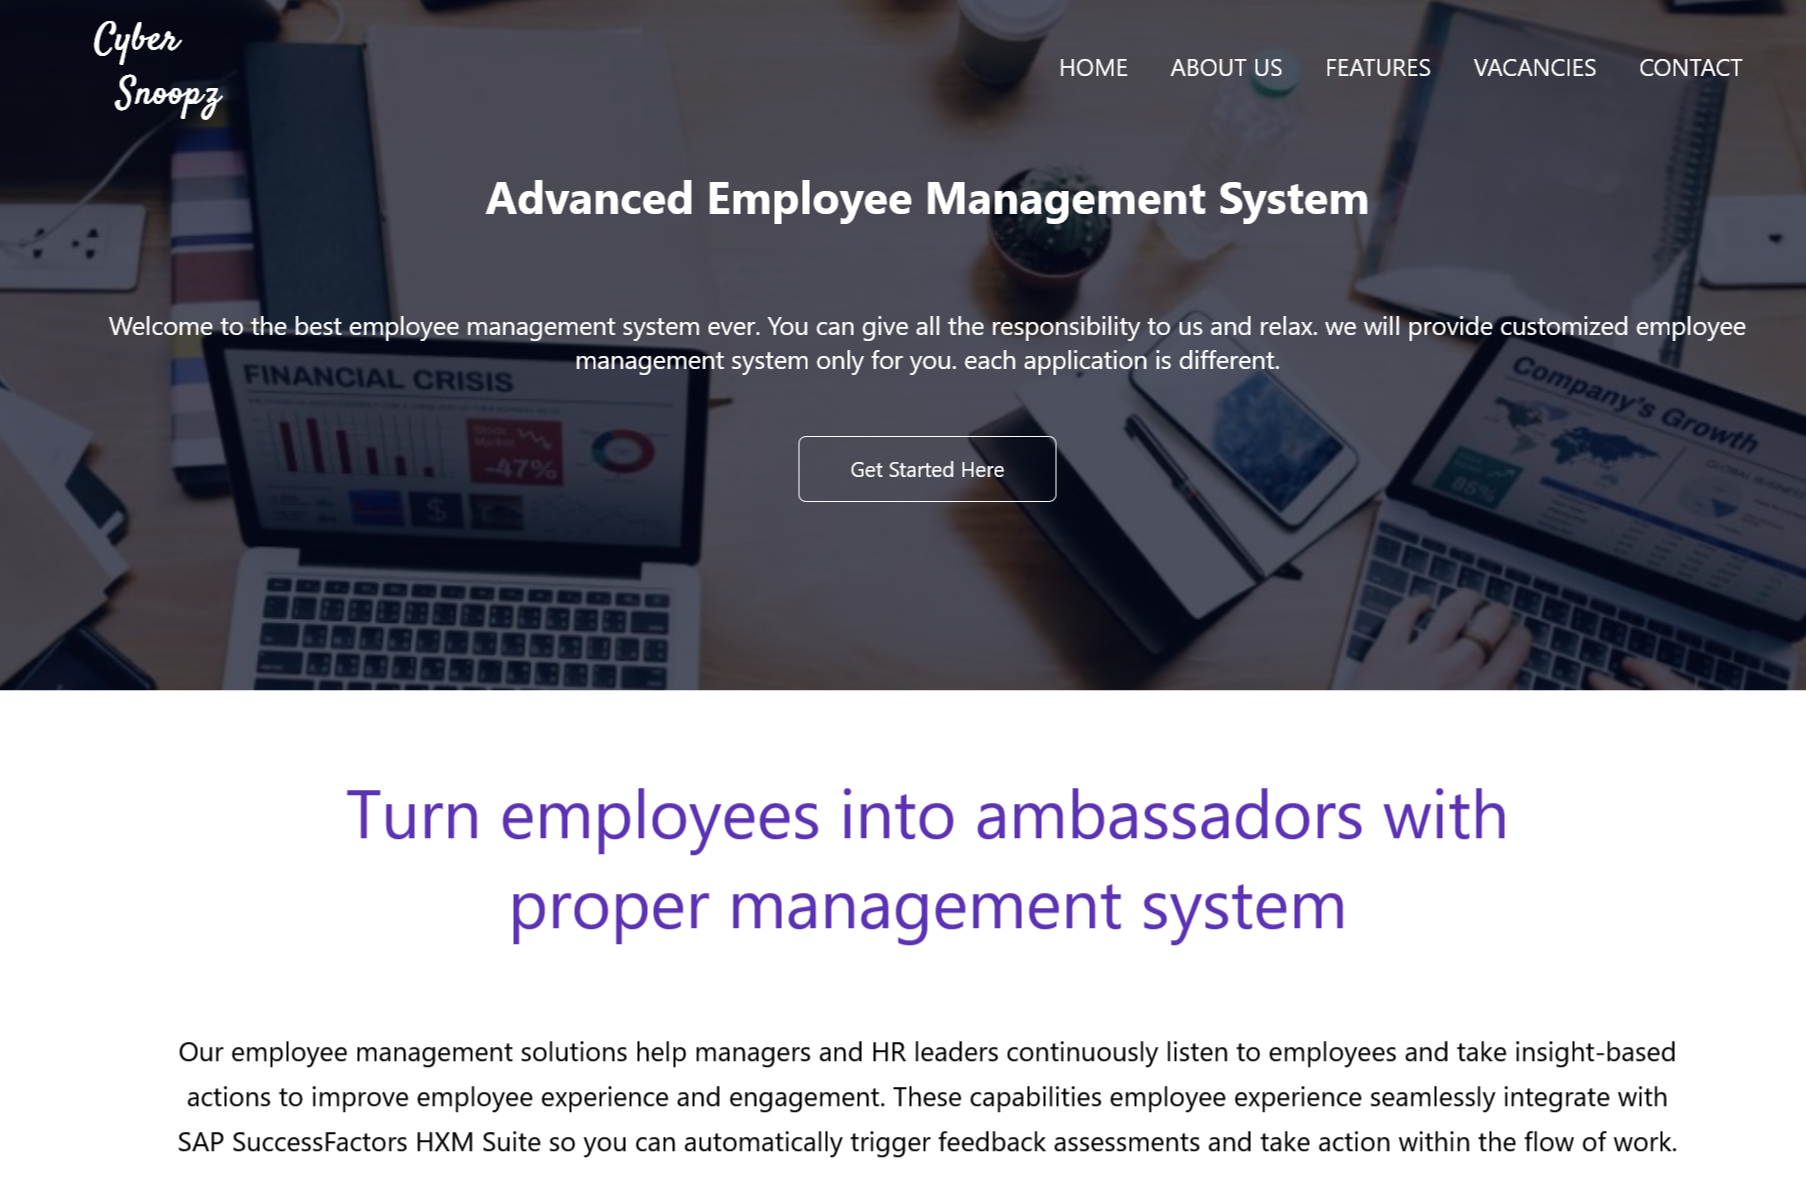 Cyber
Snoopz
HOME ABOUT US FEATURES VACANCIES CONTACT
Advanced Employee Management System
Welcome to the best employee management system ever. You can give all the responsibility to us and relax. we will provide customized employee
management system only for you. each application is different.
FINANCIAL CRISIS
Stock
Market
-47%
Company's Growth
GLOBAL BUSINESS
85%
Get Started Here
Turn employees into ambassadors with
proper management system
Our employee management solutions help managers and HR leaders continuously listen to employees and take insight-based
actions to improve employee experience and engagement. These capabilities employee experience seamlessly integrate with
SAP SuccessFactors HXM Suite so you can automatically trigger feedback assessments and take action within the flow of work.